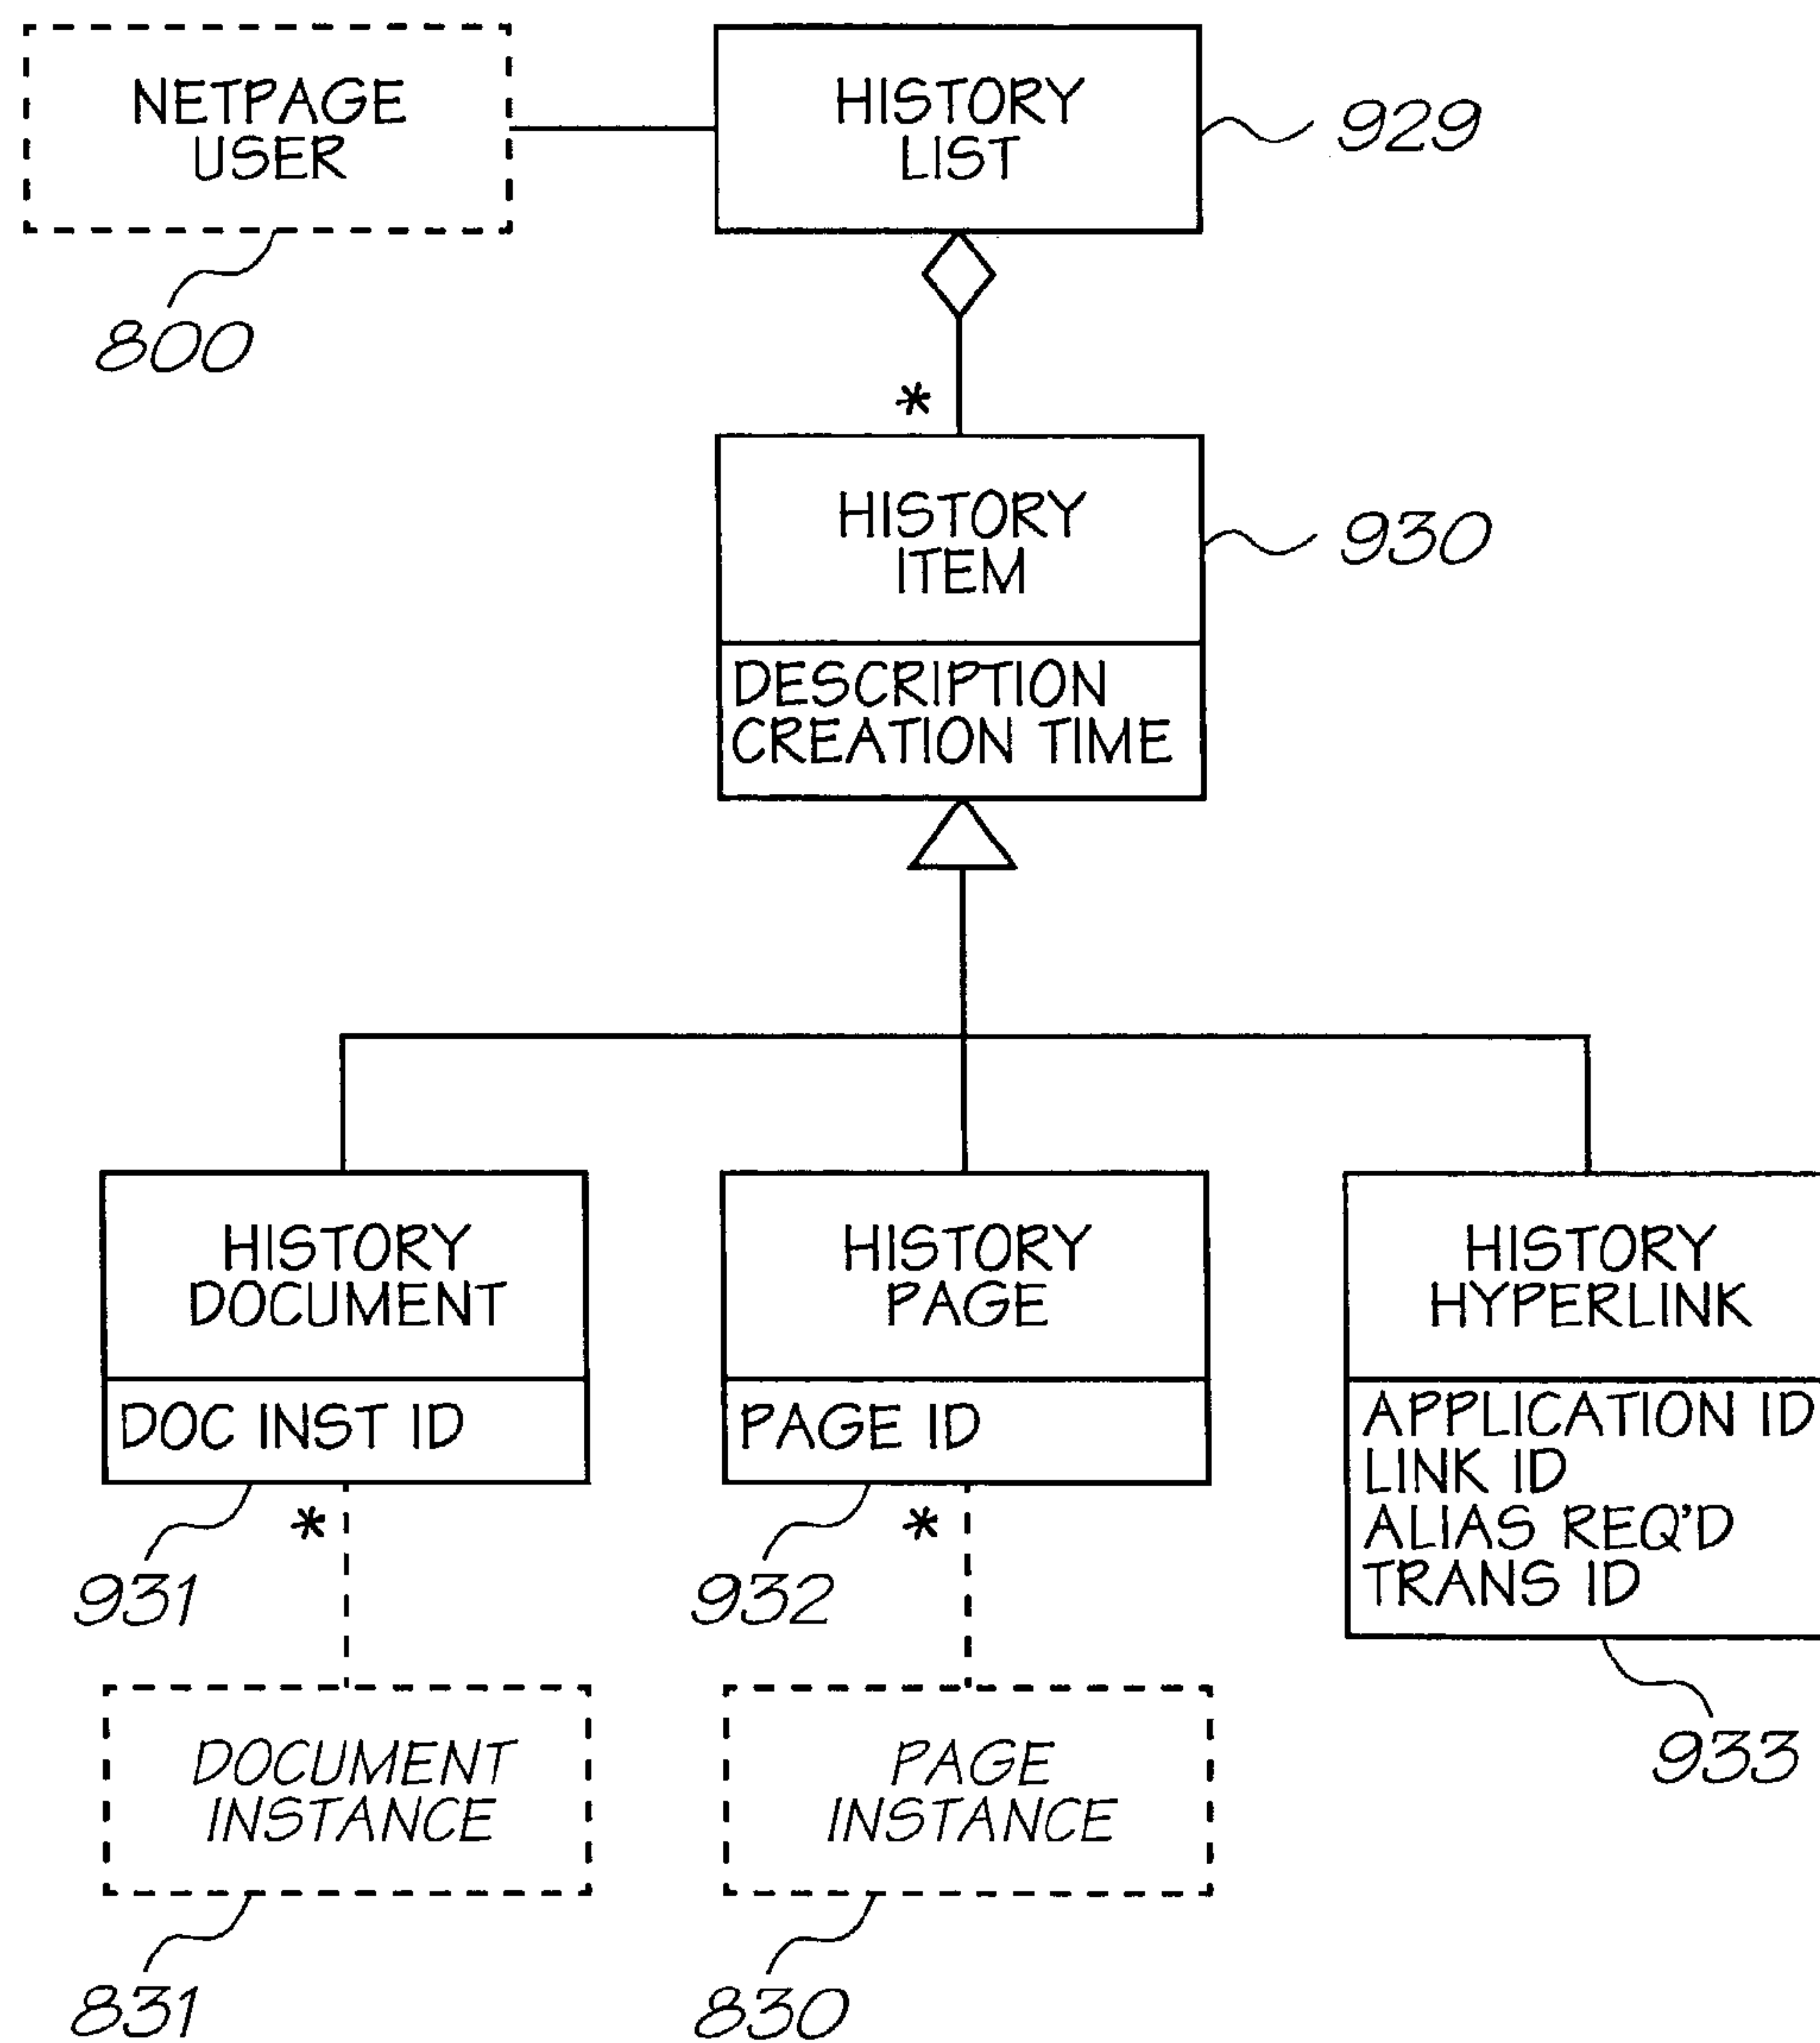 NETPAGE
USER
800
HISTORY
LIST
929
*
HISTORY
ITEM
930
DESCRIPTION
CREATION TIME
HISTORY
DOCUMENT
DOC INST ID
931
*
HISTORY
PAGE
PAGE ID
932
*
HISTORY
HYPERLINK
APPLICATION ID
LINK ID
ALIAS REQ'D
TRANS ID
933
DOCUMENT
INSTANCE
831
PAGE
INSTANCE
830